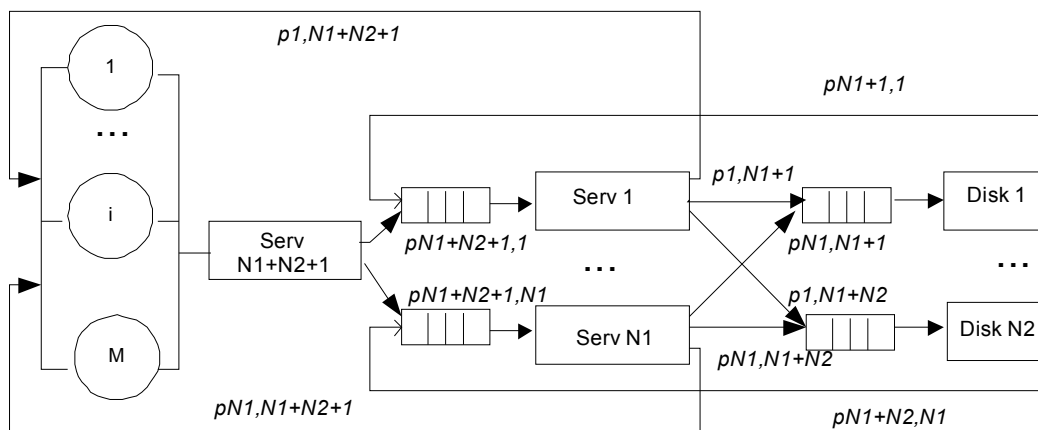 p1,N1+N2+1
1
...
pN1+1,1
i
Serv 1
p1,N1+1
Disk 1
Serv
N1+N2+1
pN1+N2+1,1
pN1,N1+1
...
...
pN1+N2+1,N1
p1,N1+N2
M
Serv N1
Disk N2
pN1,N1+N2
pN1,N1+N2+1
pN1+N2,N1